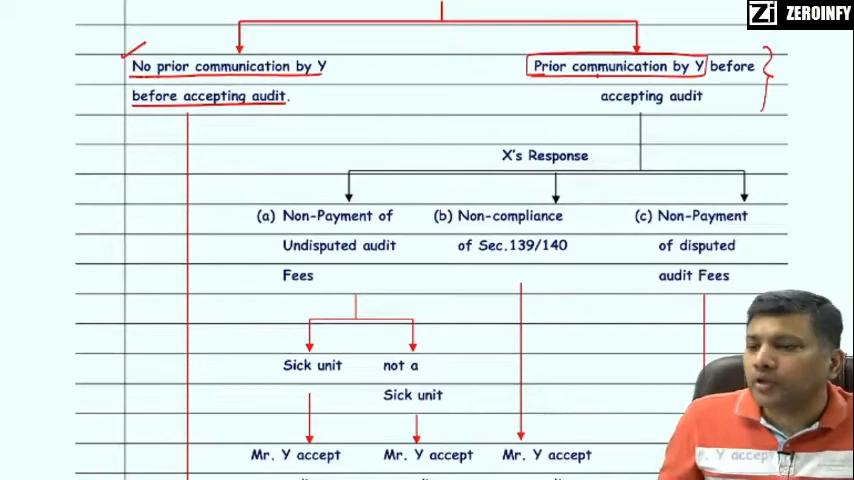 Zi ZEROINFY
No prior communication by Y
before accepting audit.
Prior communication by Y before
accepting audit
X's Response
(a) Non-Payment of
Undisputed audit
Fees
(b) Non-compliance
of Sec.139/140
(c) Non-Payment
of disputed
audit Fees
Sick unit
not a
Sick unit
Mr. Y accept
Mr. Y accept
Mr. Y accept
Y accept